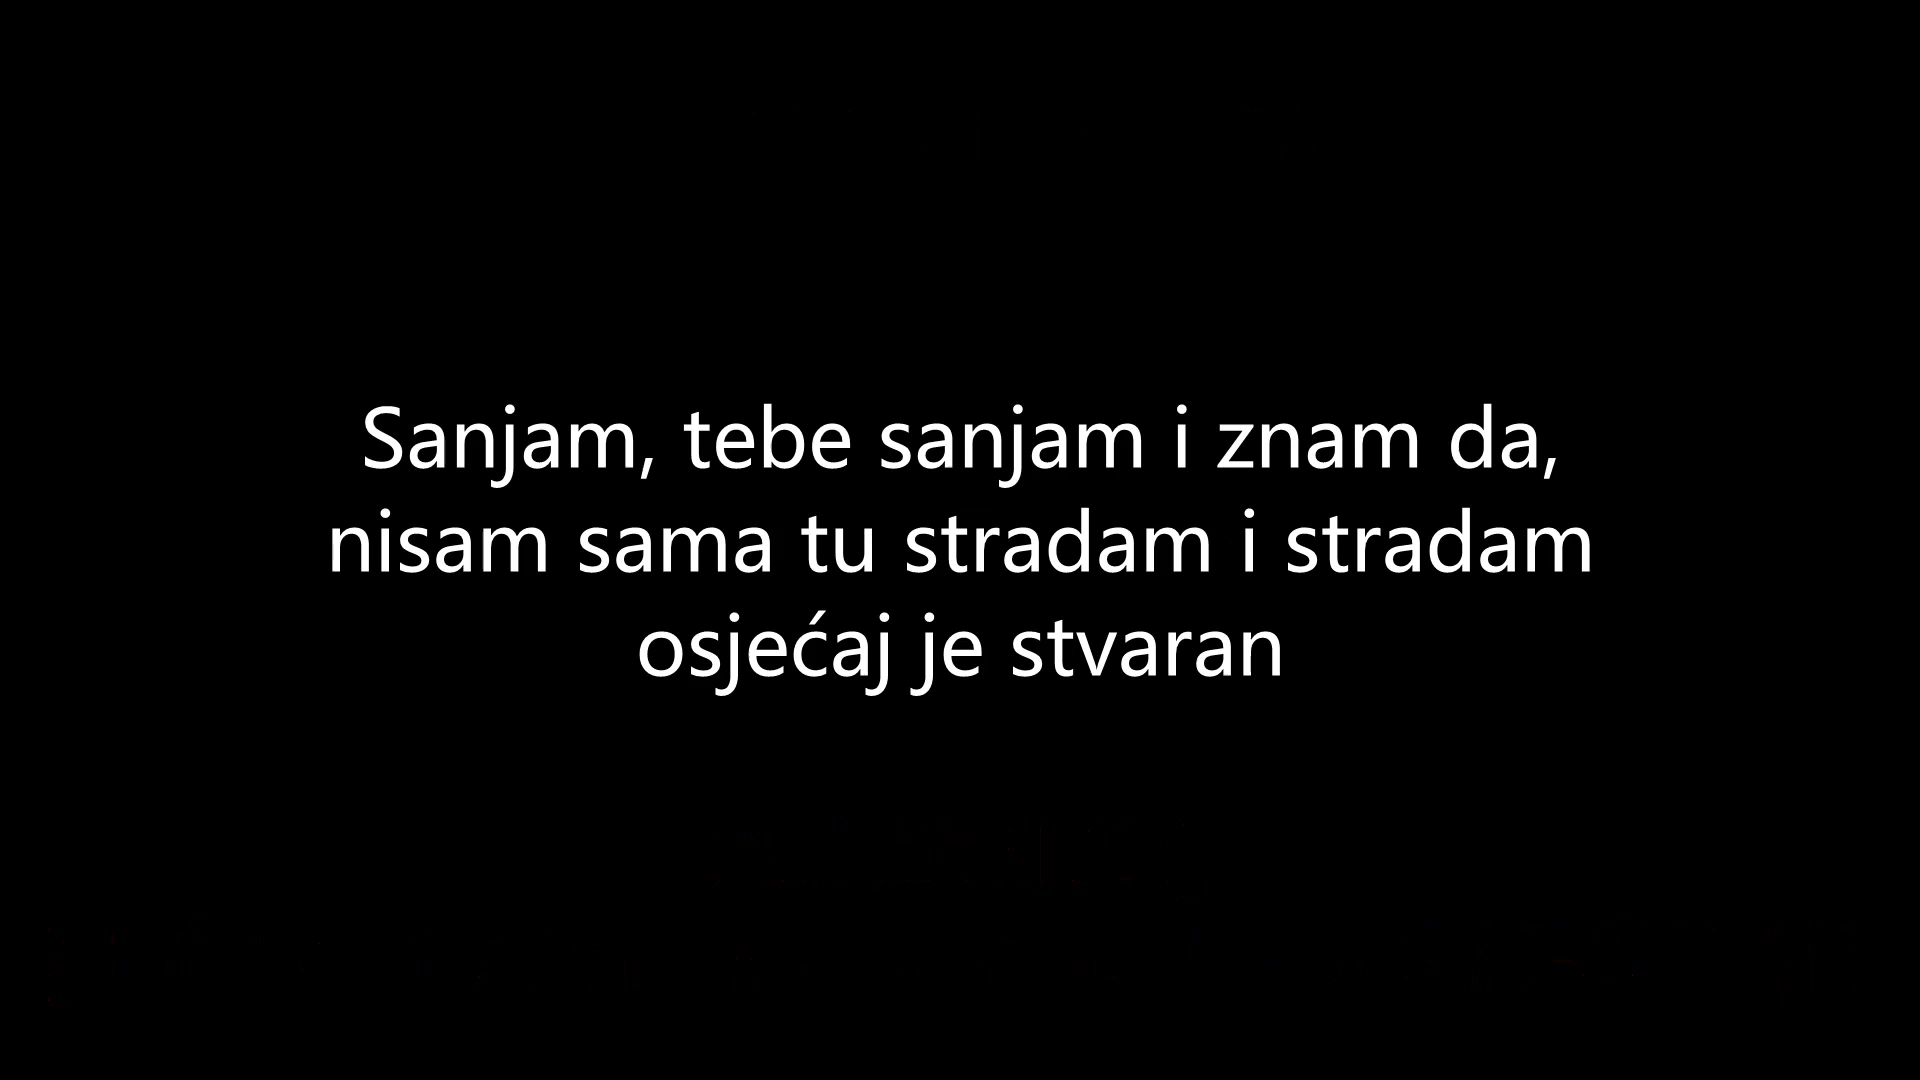 Sanjam, tebe sanjam i znam da,
nisam sama tu stradam i stradam
osjećaj je stvaran